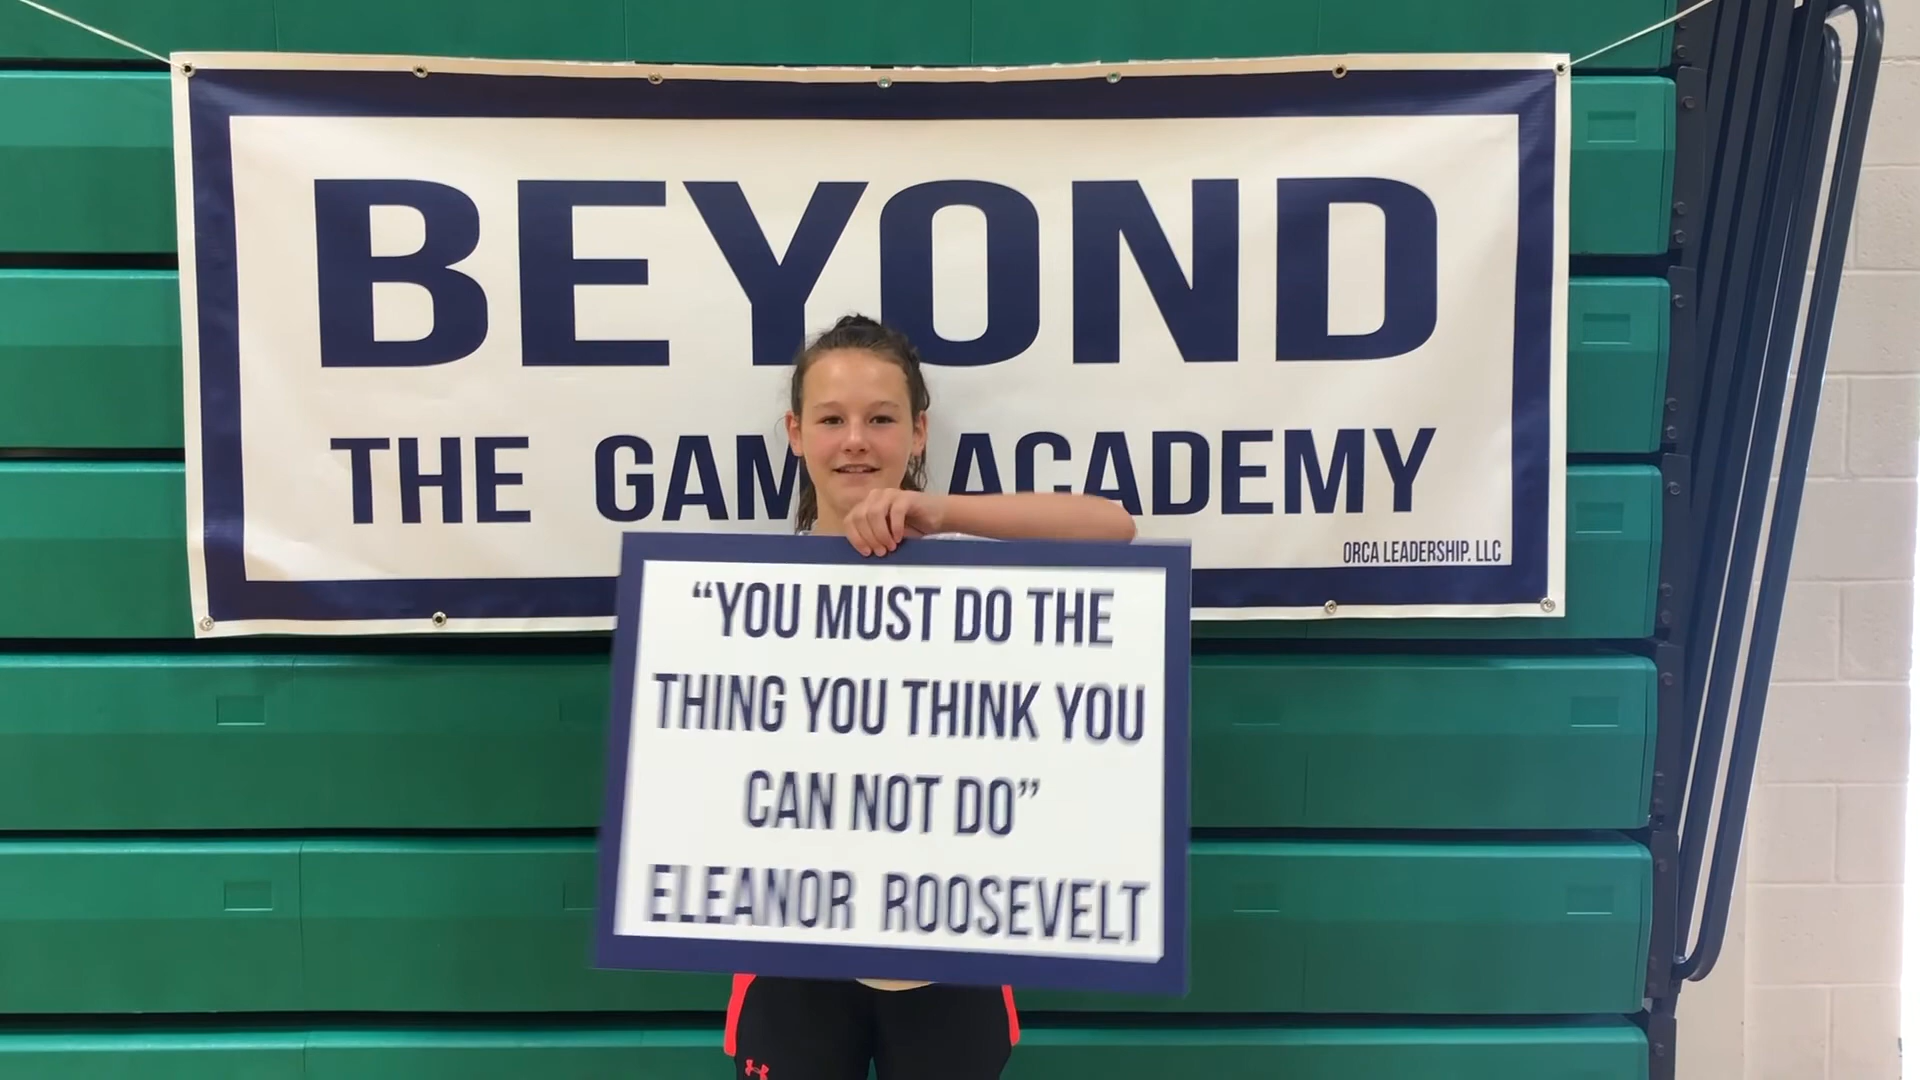 BEYOND
THE GAM ACADEMY
ORCA LEADERSHIP. LLC
“YOU MUST DO THE
THING YOU THINK YOU
CAN NOT DO”
ELEANOR ROOSEVELT